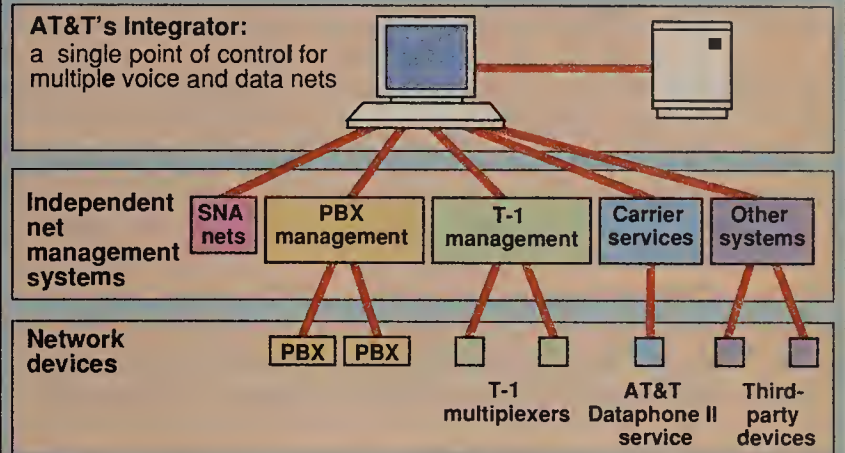 AT&T's Integrator:
a single point of control for
multiple voice and data nets
Independent
net
management
systems
SNA
nets
PBX
management
T-1
management
Carrier
services
Other
systems
Network
devices
PBX
PBX
T-1
multiplexers
AT&T
Dataphone II
service
Third-
party
devices